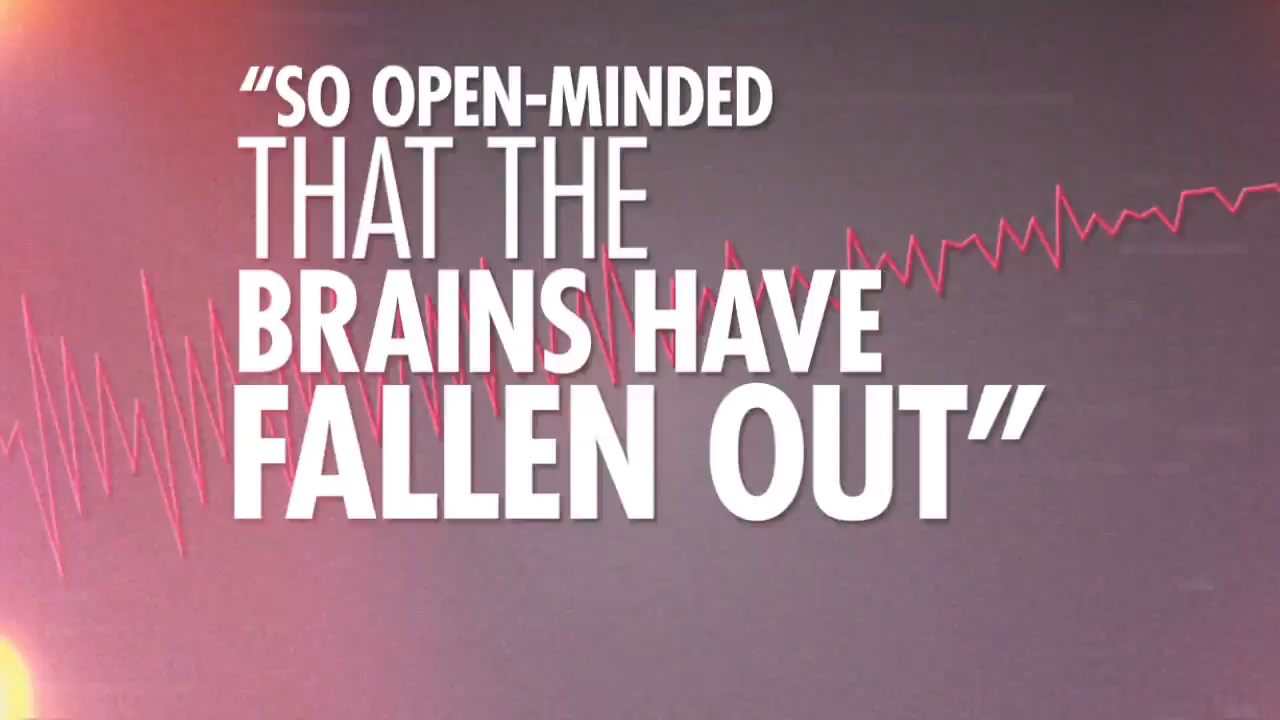 “SO OPEN-MINDED
THAT THE
BRAINS HAVE
FALLEN OUT”